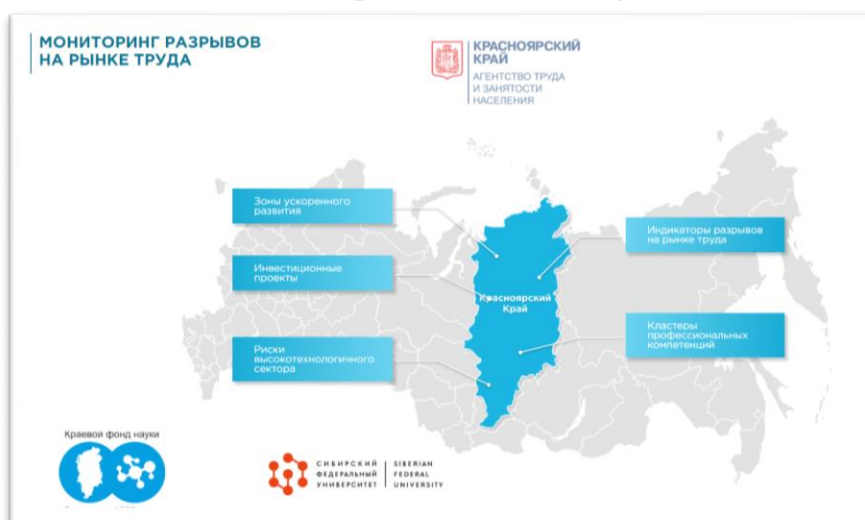 МОНИТОРИНГ РАЗРЫВОВ
НА РЫНКЕ ТРУДА
КРАСНОЯРСКИЙ
КРАЙ
АГЕНТСТВО ТРУДА
И ЗАНЯТОСТИ
НАСЕЛЕНИЯ
Зоны ускоренного
развития
Инвестиционные
проекты
Риски
высокотехнологичного
сектора
Красноярский
Край
Индикаторы разрывов
на рынке труда
Кластеры
профессиональных
компетенций
Краевой фонд науки
СИБИРСКИЙ
ФЕДЕРАЛЬНЫЙ
УНИВЕРСИТЕТ
SIBERIAN
FEDERAL
UNIVERSITY